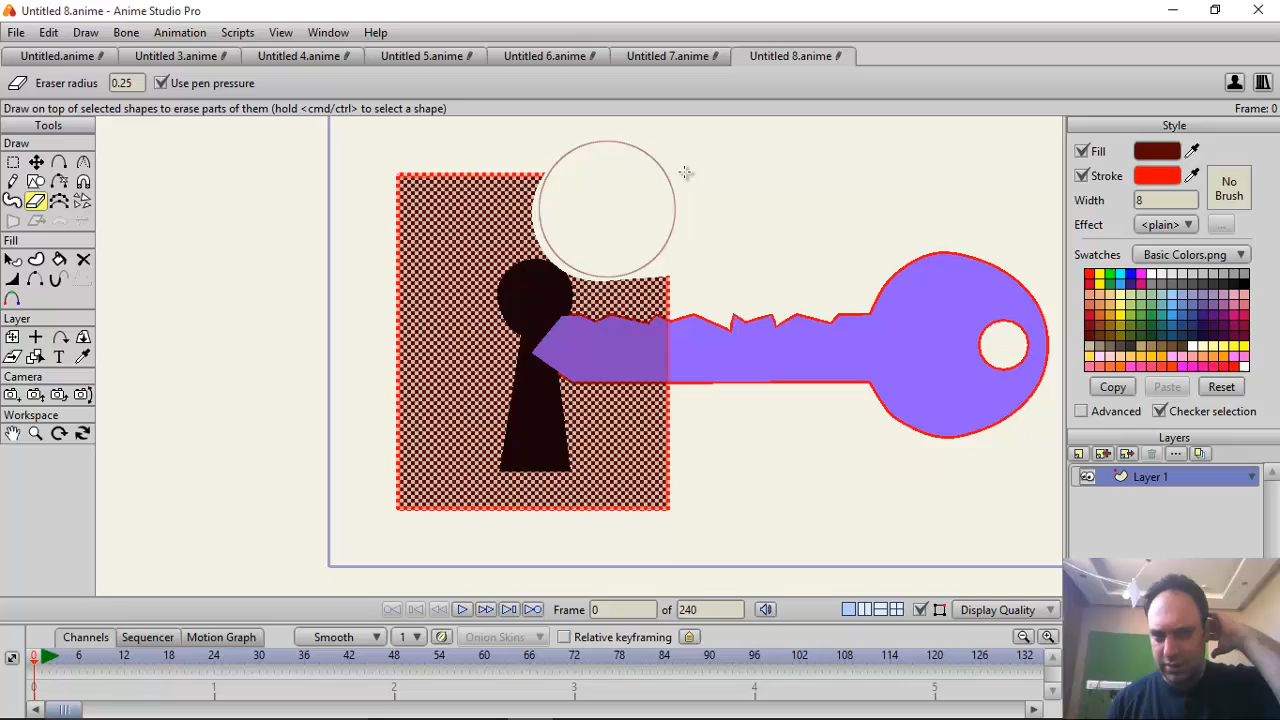 Untitled 8.anime - Anime Studio Pro
File Edit Draw Bone Animation Scripts View Window Help
Untitled.anime Untitled 3.anime Untitled 4.anime Untitled 5.anime Untitled 6.anime Untitled 7.anime Untitled 8.anime
Eraser radius 0.25 Use pen pressure
Draw on top of selected shapes to erase parts of them (hold <cmd/ctrl> to select a shape) Frame: 0
Tools
Draw
Fill
Layer
Camera
Workspace
Style
Fill
Stroke
No
Brush
Width 8
Effect <plain> ...
Swatches Basic Colors.png
Copy Paste Reset
Advanced Checker selection
Layers
Layer 1
Frame 0 of 240 Display Quality
Channels Sequencer Motion Graph Smooth 1 Onion Skins Relative keyframing
0 6 12 18 24 30 36 42 48 54 60 66 72 78 84 90 96 102 108 114 120 126 132
0 1 2 3 4 5